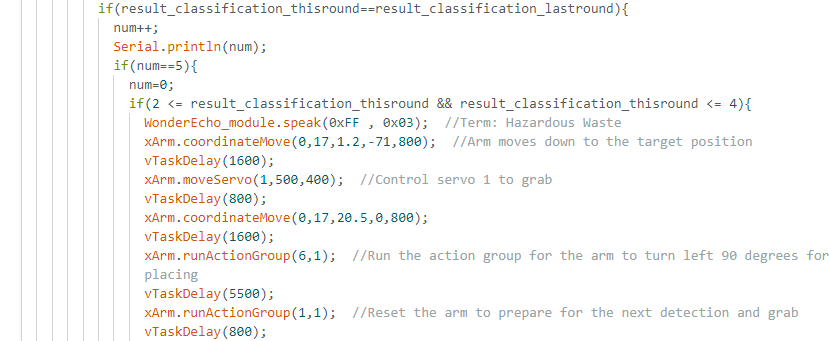 if(result_classification_thisround==result_classification_lastround){
num++;
Serial.println(num);
if(num==5){
num=0;
if(2 <= result_classification_thisround && result_classification_thisround <= 4){
WonderEcho_module.speak(0xFF , 0x03);  //Term: Hazardous Waste
xArm.coordinateMove(0,17,1.2,-71,800);  //Arm moves down to the target position
vTaskDelay(1600);
xArm.moveServo(1,500,400);  //Control servo 1 to grab
vTaskDelay(800);
xArm.coordinateMove(0,17,20.5,0,800);
vTaskDelay(1600);
xArm.runActionGroup(6,1);  //Run the action group for the arm to turn left 90 degrees for
placing
vTaskDelay(5500);
xArm.runActionGroup(1,1);  //Reset the arm to prepare for the next detection and grab
vTaskDelay(800);